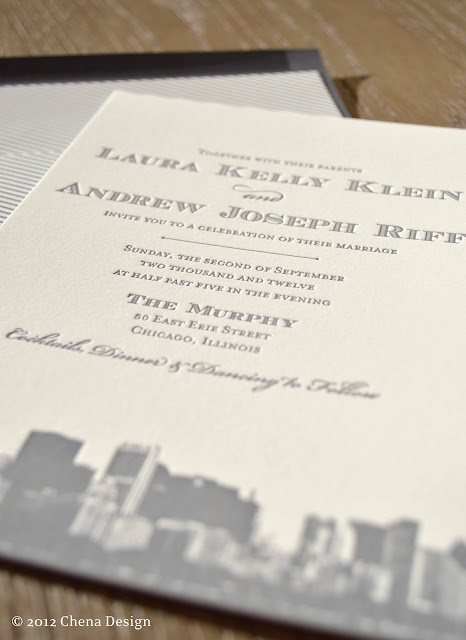 Together with their parents
Laura Kelly Klein
and
Andrew Joseph Riff
invite you to a celebration of their marriage
Sunday, the second of September
two thousand and twelve
at half past five in the evening
The Murphy
50 East Erie Street
Chicago, Illinois
Cocktails, Dinner & Dancing to Follow
© 2012 Chena Design